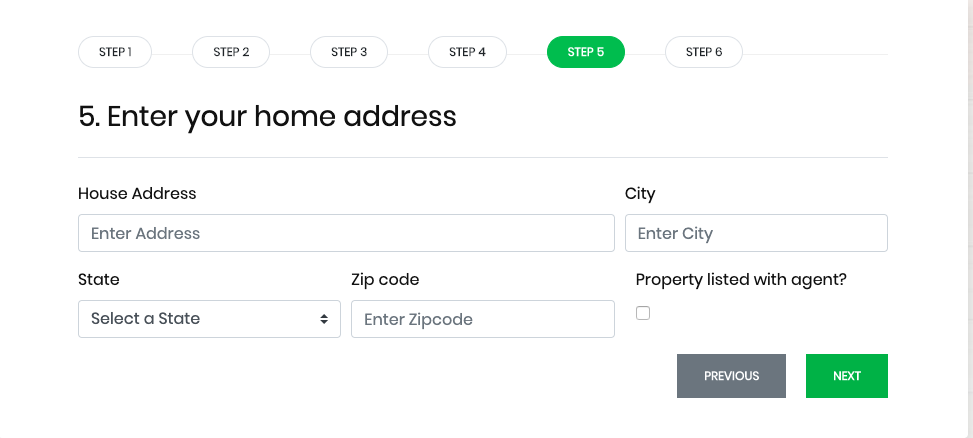 STEP 1 STEP 2 STEP 3 STEP 4 STEP 5 STEP 6
5. Enter your home address
House Address City
Enter Address Enter City
State Zip code Property listed with agent?
Select a State Enter Zipcode
PREVIOUS NEXT